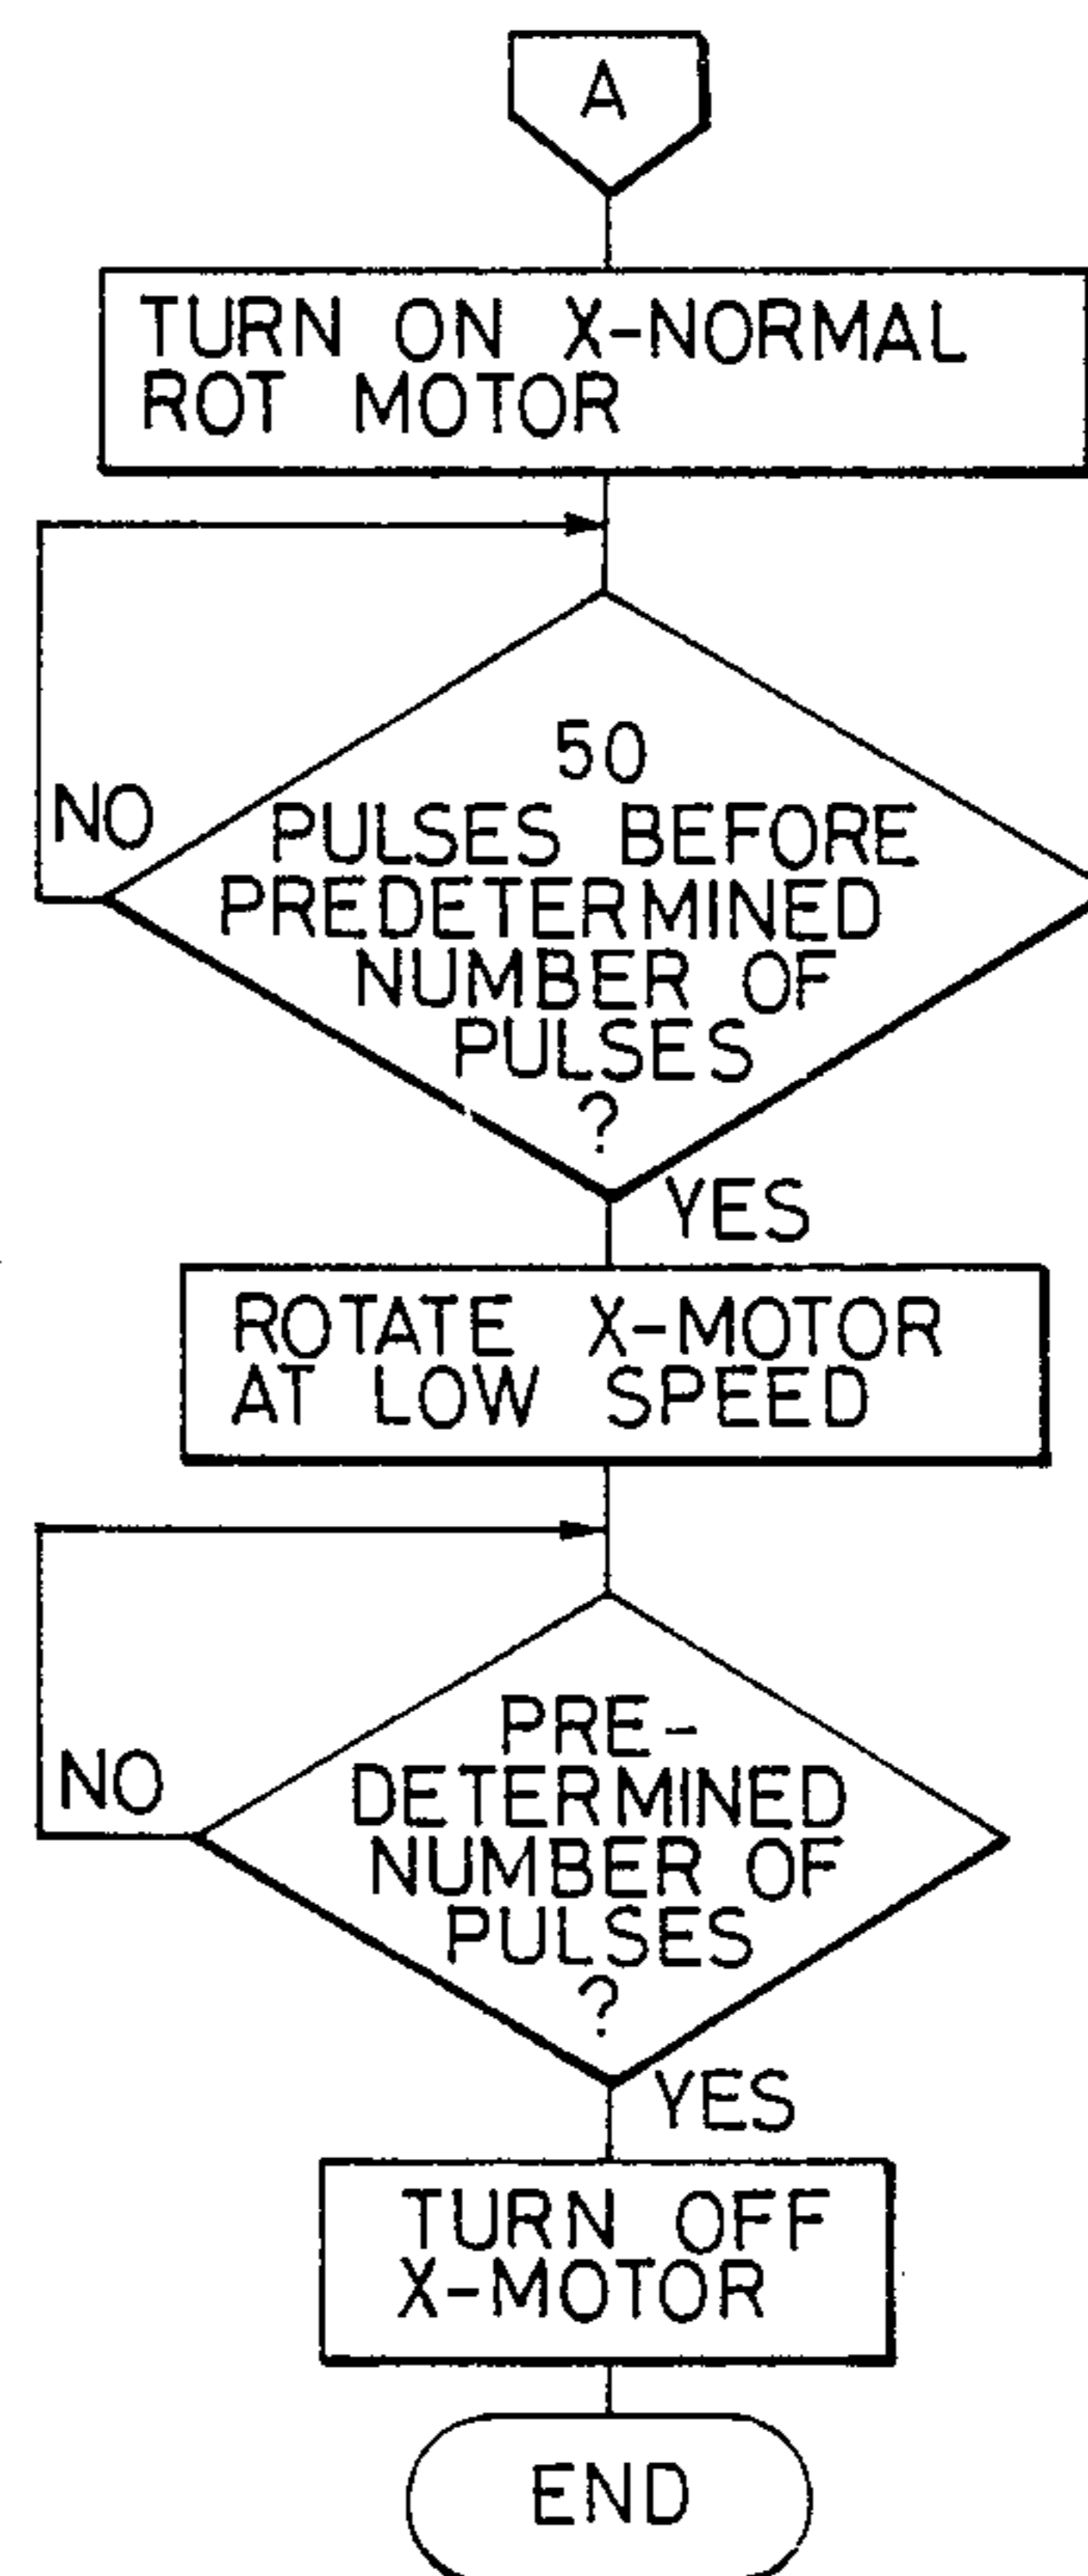 A
TURN ON X-NORMAL
ROT MOTOR
50
PULSES BEFORE
PREDETERMINED
NUMBER OF
PULSES
?
NO
YES
ROTATE X-MOTOR
AT LOW SPEED
PRE-
DETERMINED
NUMBER OF
PULSES
?
NO
YES
TURN OFF
X-MOTOR
END